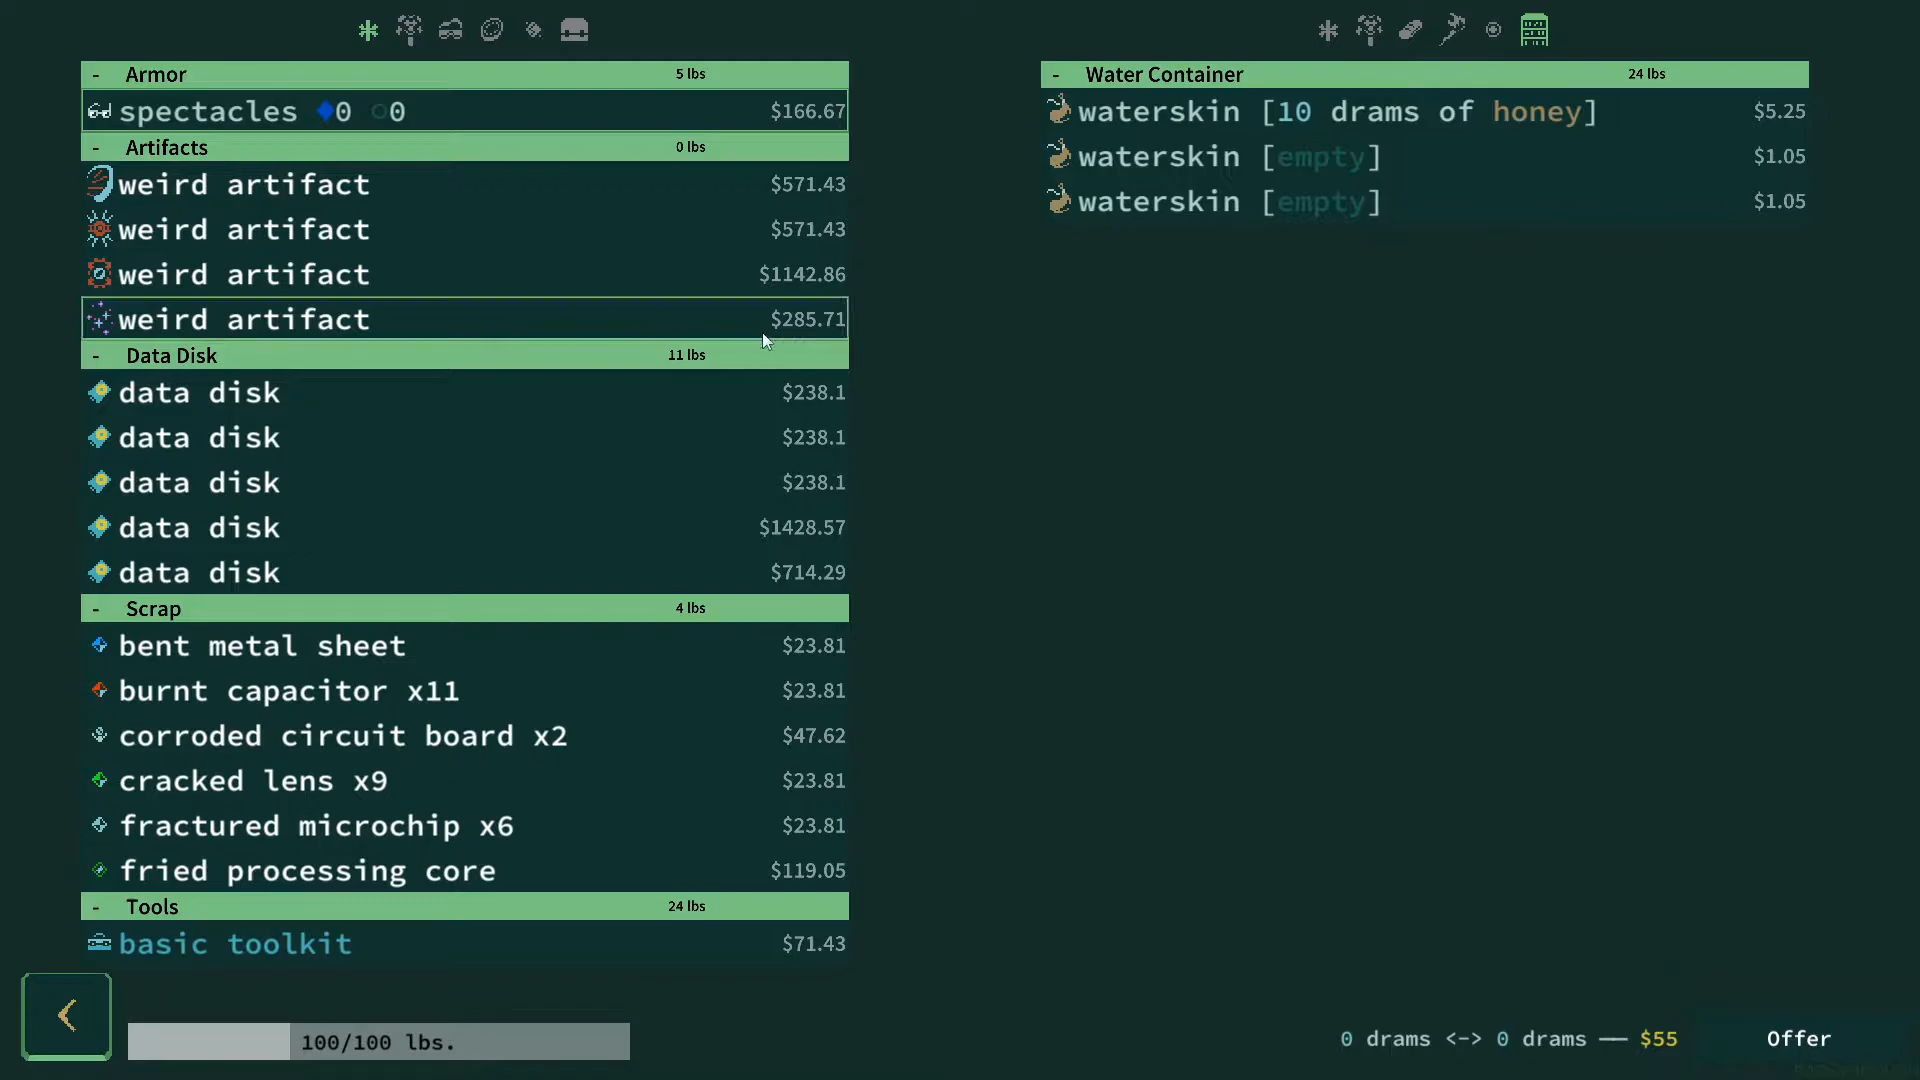 - Armor 5 lbs
spectacles ♦0 ○0 $166.67
- Artifacts 0 lbs
weird artifact $571.43
weird artifact $571.43
weird artifact $1142.86
weird artifact $285.71
- Data Disk 11 lbs
data disk $238.1
data disk $238.1
data disk $238.1
data disk $1428.57
data disk $714.29
- Scrap 4 lbs
bent metal sheet $23.81
burnt capacitor x11 $23.81
corroded circuit board x2 $47.62
cracked lens x9 $23.81
fractured microchip x6 $23.81
fried processing core $119.05
- Tools 24 lbs
basic toolkit $71.43
100/100 lbs.
- Water Container 24 lbs
waterskin [10 drams of honey] $5.25
waterskin [empty] $1.05
waterskin [empty] $1.05
0 drams <-> 0 drams — $55 Offer